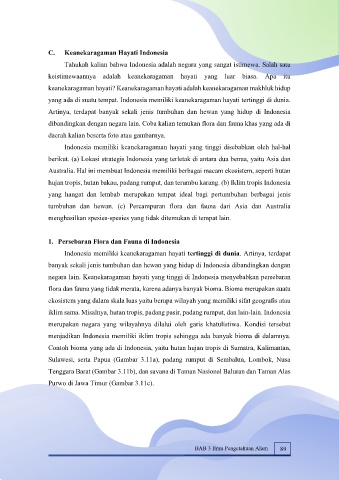 C. Keanekaragaman Hayati Indonesia
Tahukah kalian bahwa Indonesia adalah negara yang sangat istimewa. Salah satu
keistimewaannya adalah keanekaragaman hayati yang luar biasa. Apa itu
keanekaragaman hayati? Keanekaragaman hayati adalah keanekaragaman makhluk hidup
yang ada di suatu tempat. Indonesia memiliki keanekaragaman hayati tertinggi di dunia.
Artinya, terdapat banyak sekali jenis tumbuhan dan hewan yang hidup di Indonesia
dibandingkan dengan negara lain. Coba kalian temukan flora dan fauna khas yang ada di
daerah kalian beserta foto atau gambarnya.
Indonesia memiliki keanekaragaman hayati yang tinggi disebabkan oleh hal-hal
berikut. (a) Lokasi strategis Indonesia yang terletak di antara dua benua, yaitu Asia dan
Australia. Hal ini membuat Indonesia memiliki berbagai macam ekosistem, seperti hutan
hujan tropis, hutan bakau, padang rumput, dan terumbu karang. (b) Iklim tropis Indonesia
yang hangat dan lembab merupakan tempat ideal bagi pertumbuhan berbagai jenis
tumbuhan dan hewan. (c) Percampuran flora dan fauna dari Asia dan Australia
menghasilkan spesies-spesies yang tidak ditemukan di tempat lain.
1. Persebaran Flora dan Fauna di Indonesia
Indonesia memiliki keanekaragaman hayati tertinggi di dunia. Artinya, terdapat
banyak sekali jenis tumbuhan dan hewan yang hidup di Indonesia dibandingkan dengan
negara lain. Keanekaragaman hayati yang tinggi di Indonesia menyebabkan persebaran
flora dan fauna yang tidak merata, karena adanya banyak bioma. Bioma merupakan suatu
ekosistem yang dalam skala luas yaitu berupa wilayah yang memiliki sifat geografis atau
iklim sama. Misalnya, hutan tropis, padang pasir, padang rumput, dan lain-lain. Indonesia
merupakan negara yang wilayahnya dilalui oleh garis khatulistiwa. Kondisi tersebut
menjadikan Indonesia memiliki iklim tropis sehingga ada banyak bioma di dalamnya.
Contoh bioma yang ada di Indonesia, yaitu hutan hujan tropis di Sumatra, Kalimantan,
Sulawesi, serta Papua (Gambar 3.11a), padang rumput di Sembalun, Lombok, Nusa
Tenggara Barat (Gambar 3.11b), dan savana di Taman Nasional Baluran dan Taman Alas
Purwo di Jawa Timur (Gambar 3.11c).
BAB 3 Ilmu Pengetahuan Alam